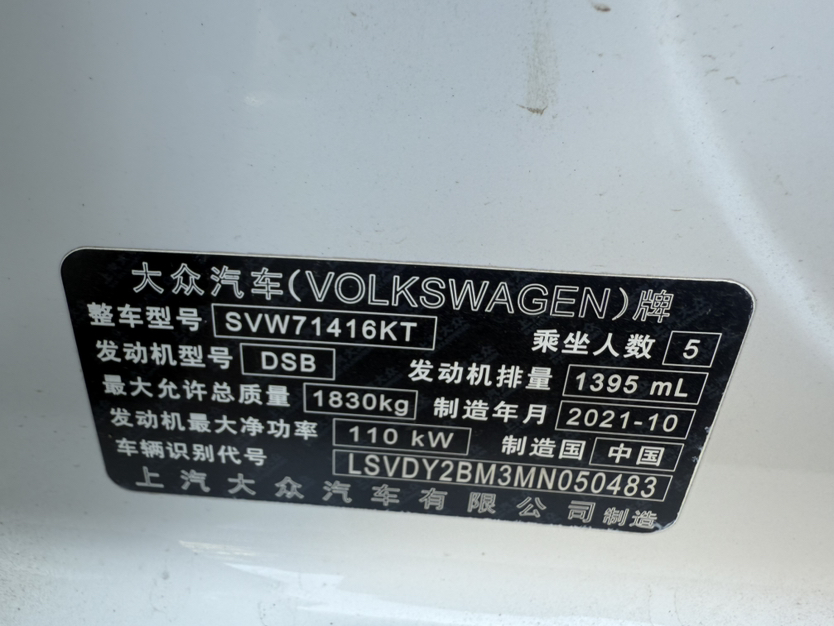 大众汽车(VOLKSWAGEN)牌
整车型号 SVW71416KT 乘坐人数 5
发动机型号 DSB 发动机排量 1395 mL
最大允许总质量 1830kg 制造年月 2021-10
发动机最大净功率 110 kW 制造国 中国
车辆识别代号 LSVDY2BM3MN050483
上汽大众汽车有限公司制造